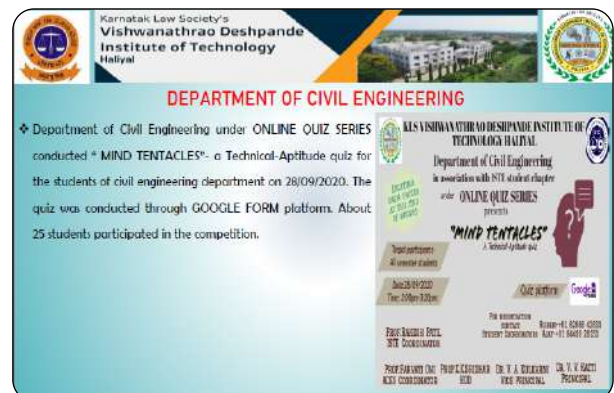 Karnatak Law Society's
Vishwanathrao Deshpande
Institute of Technology
Haliyal
DEPARTMENT OF CIVIL ENGINEERING
❖ Department of Civil Engineering under ONLINE QUIZ SERIES
conducted " MIND TENTACLES"- a Technical-Aptitude quiz for
the students of civil engineering department on 28/09/2020. The
quiz was conducted through GOOGLE FORM platform. About
25 students participated in the competition.
KLS VISHWANATHRAO DESHPANDE INSTITUTE OF
TECHNOLOGY HALIYAL
Department of Civil Engineering
in association with ISTE student chapter
under ONLINE QUIZ SERIES
presents
"MIND TENTACLES"
A Technical-Aptitude quiz
Target participants:
All semester students
Date:28/09/2020
Quiz platform
Google
FOR REGISTRATION
CONTACT
STUDENT COORDINATORS
ISTE COORDINATOR
HOD
VICE PRINCIPAL
PRINCIPAL